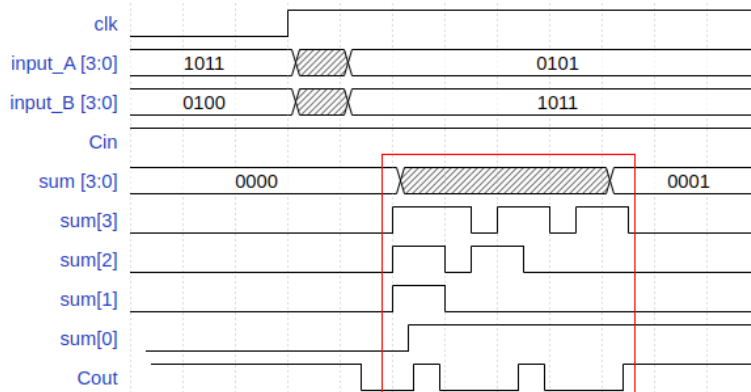 clk
input_A [3:0] 1011 0101
input_B [3:0] 0100 1011
Cin
sum [3:0] 0000 0001
sum[3]
sum[2]
sum[1]
sum[0]
Cout